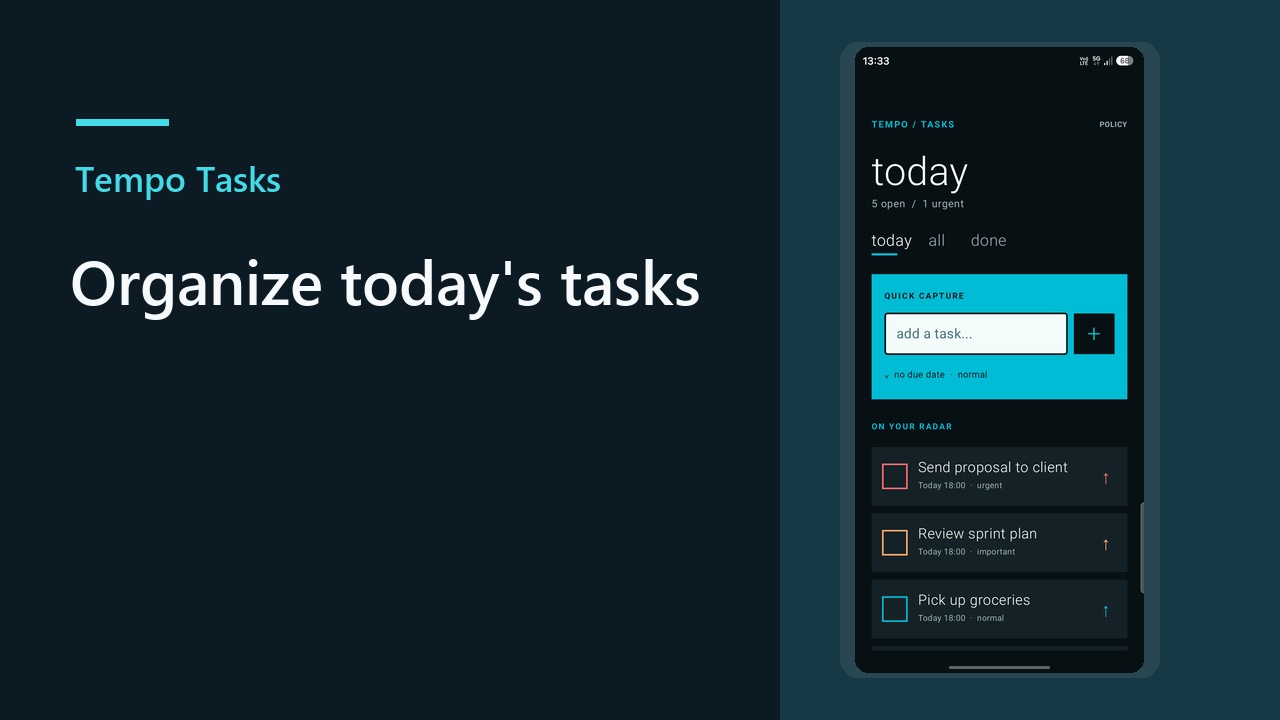 Tempo Tasks
Organize today's tasks
13:33
5G
68
TEMPO / TASKS
POLICY
today
5 open / 1 urgent
today all done
QUICK CAPTURE
add a task...
+
no due date · normal
ON YOUR RADAR
Send proposal to client
Today 18:00 · urgent
↑
Review sprint plan
Today 18:00 · important
↑
Pick up groceries
Today 18:00 · normal
↑